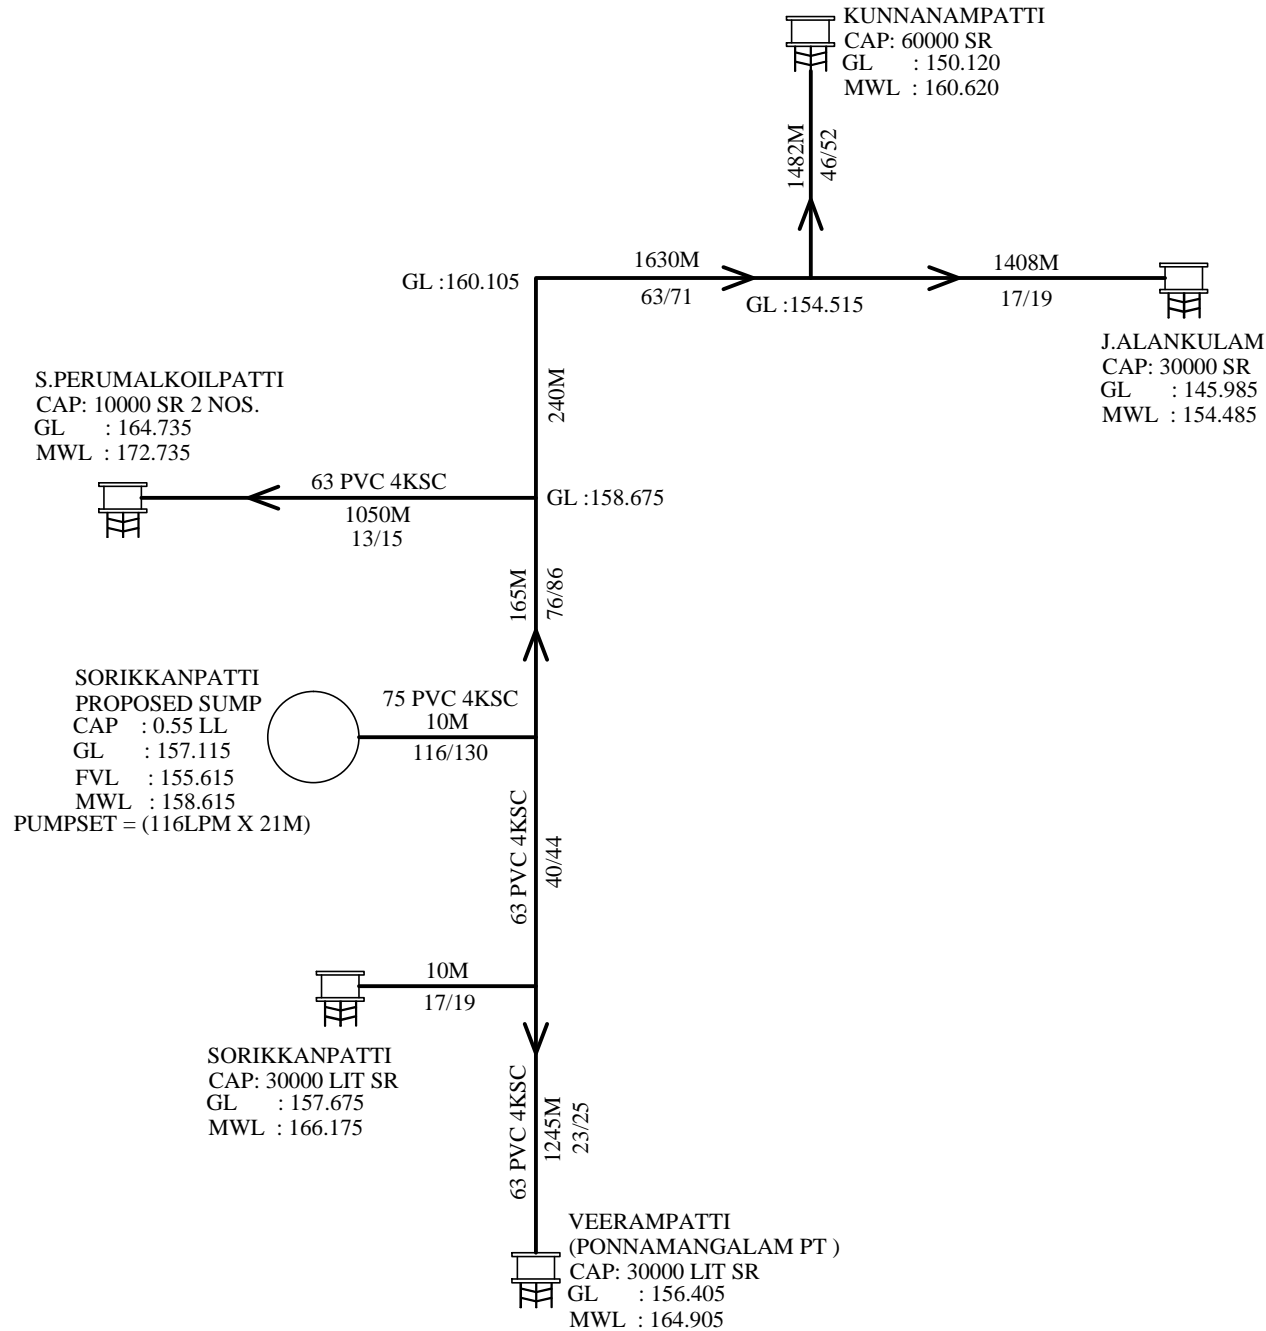 KUNNANAMPATTI
CAP: 60000 SR
GL : 150.120
MWL : 160.620
1482M
46/52
GL :160.105
1630M
63/71
GL :154.515
1408M
17/19
J.ALANKULAM
CAP: 30000 SR
GL : 145.985
MWL : 154.485
240M
S.PERUMALKOILPATTI
CAP: 10000 SR 2 NOS.
GL : 164.735
MWL : 172.735
63 PVC 4KSC
1050M
13/15
GL :158.675
165M
76/86
SORIKKANPATTI
PROPOSED SUMP
CAP : 0.55 LL
GL : 157.115
FVL : 155.615
MWL : 158.615
PUMPSET = (116LPM X 21M)
75 PVC 4KSC
10M
116/130
63 PVC 4KSC
40/44
10M
17/19
SORIKKANPATTI
CAP: 30000 LIT SR
GL : 157.675
MWL : 166.175
63 PVC 4KSC
1245M
23/25
VEERAMPATTI
(PONNAMANGALAM PT )
CAP: 30000 LIT SR
GL : 156.405
MWL : 164.905